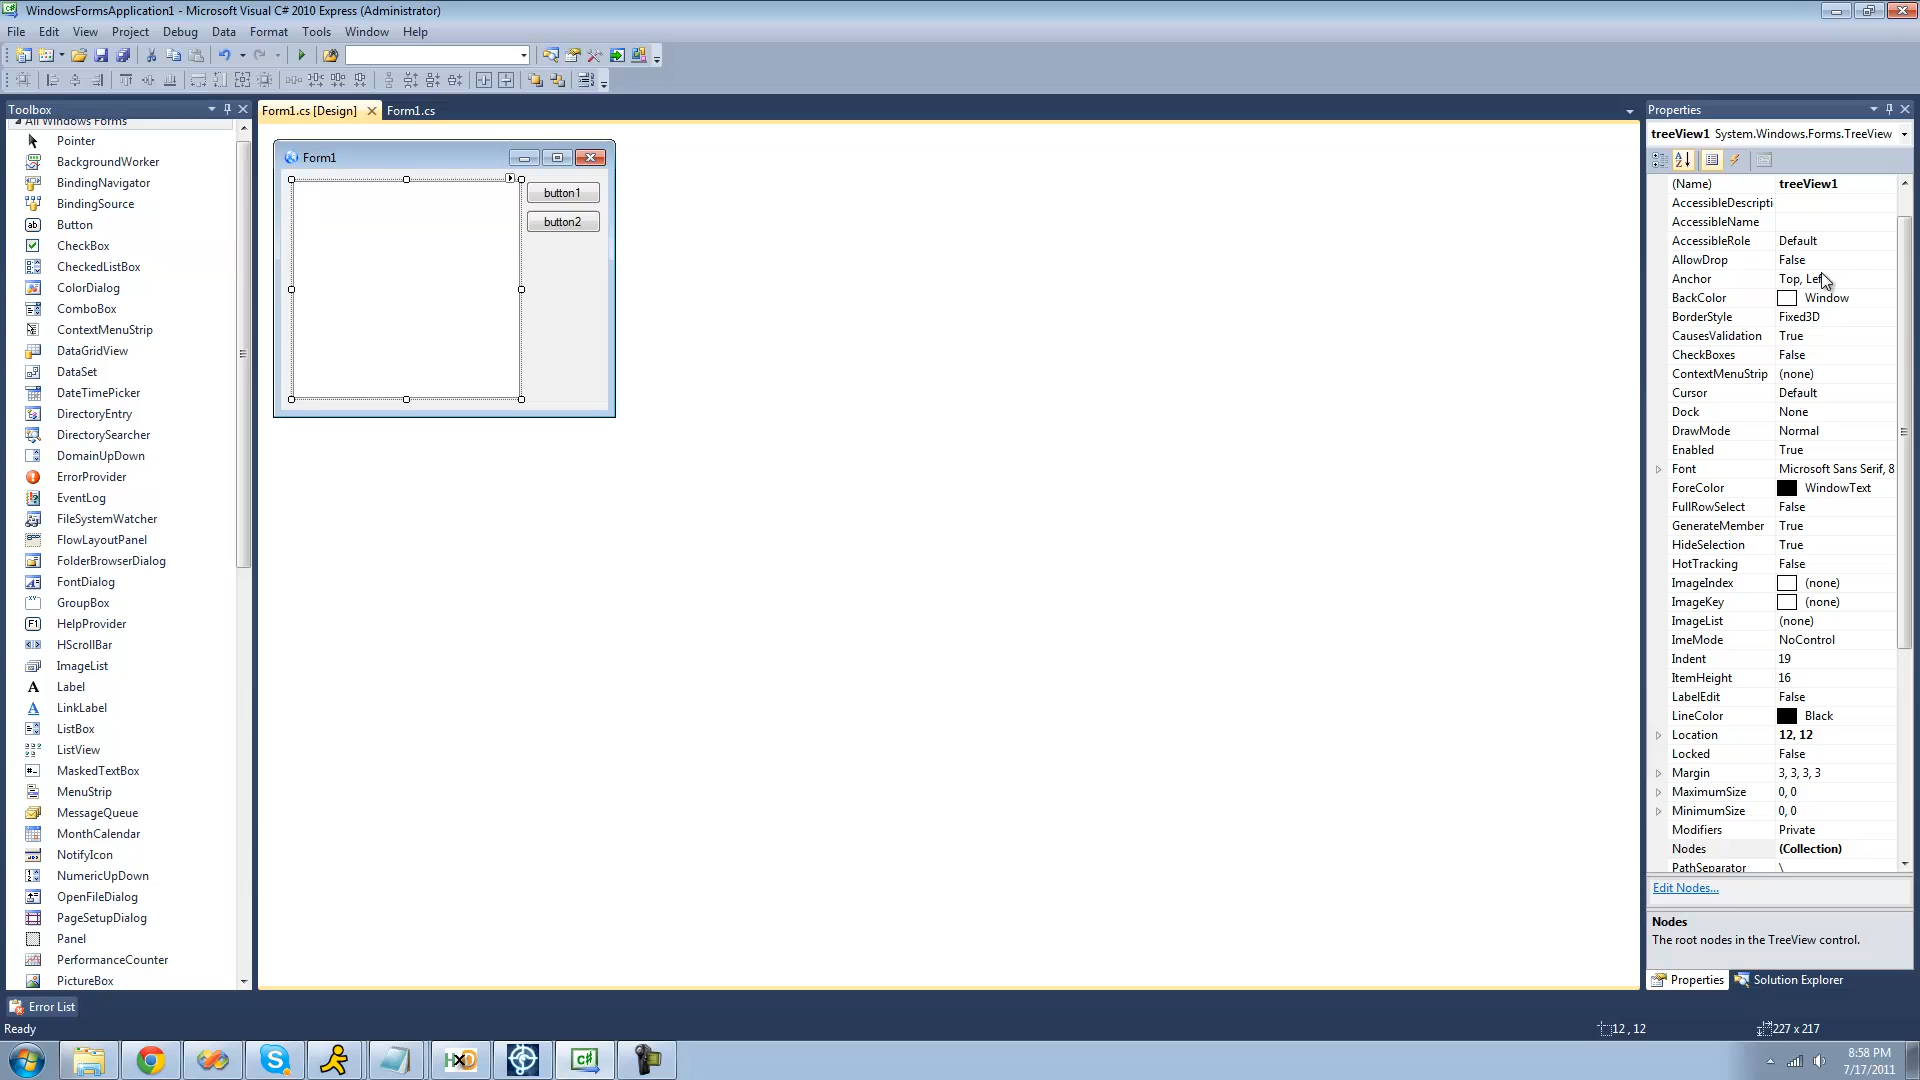 WindowsFormsApplication1 - Microsoft Visual C# 2010 Express (Administrator)
File Edit View Project Debug Data Format Tools Window Help
Toolbox
All Windows Forms
Pointer
BackgroundWorker
BindingNavigator
BindingSource
Button
CheckBox
CheckedListBox
ColorDialog
ComboBox
ContextMenuStrip
DataGridView
DataSet
DateTimePicker
DirectoryEntry
DirectorySearcher
DomainUpDown
ErrorProvider
EventLog
FileSystemWatcher
FlowLayoutPanel
FolderBrowserDialog
FontDialog
GroupBox
HelpProvider
HScrollBar
ImageList
Label
LinkLabel
ListBox
ListView
MaskedTextBox
MenuStrip
MessageQueue
MonthCalendar
NotifyIcon
NumericUpDown
OpenFileDialog
PageSetupDialog
Panel
PerformanceCounter
PictureBox
Form1.cs [Design] Form1.cs
Form1
button1
button2
Properties
treeView1 System.Windows.Forms.TreeView
(Name) treeView1
AccessibleDescripti
AccessibleName
AccessibleRole Default
AllowDrop False
Anchor Top, Lef
BackColor Window
BorderStyle Fixed3D
CausesValidation True
CheckBoxes False
ContextMenuStrip (none)
Cursor Default
Dock None
DrawMode Normal
Enabled True
Font Microsoft Sans Serif, 8
ForeColor WindowText
FullRowSelect False
GenerateMember True
HideSelection True
HotTracking False
ImageIndex (none)
ImageKey (none)
ImageList (none)
ImeMode NoControl
Indent 19
ItemHeight 16
LabelEdit False
LineColor Black
Location 12, 12
Locked False
Margin 3, 3, 3, 3
MaximumSize 0, 0
MinimumSize 0, 0
Modifiers Private
Nodes (Collection)
PathSeparator \
Edit Nodes...
Nodes
The root nodes in the TreeView control.
Properties Solution Explorer
Error List
Ready 12 , 12 227 x 217
8:58 PM
7/17/2011